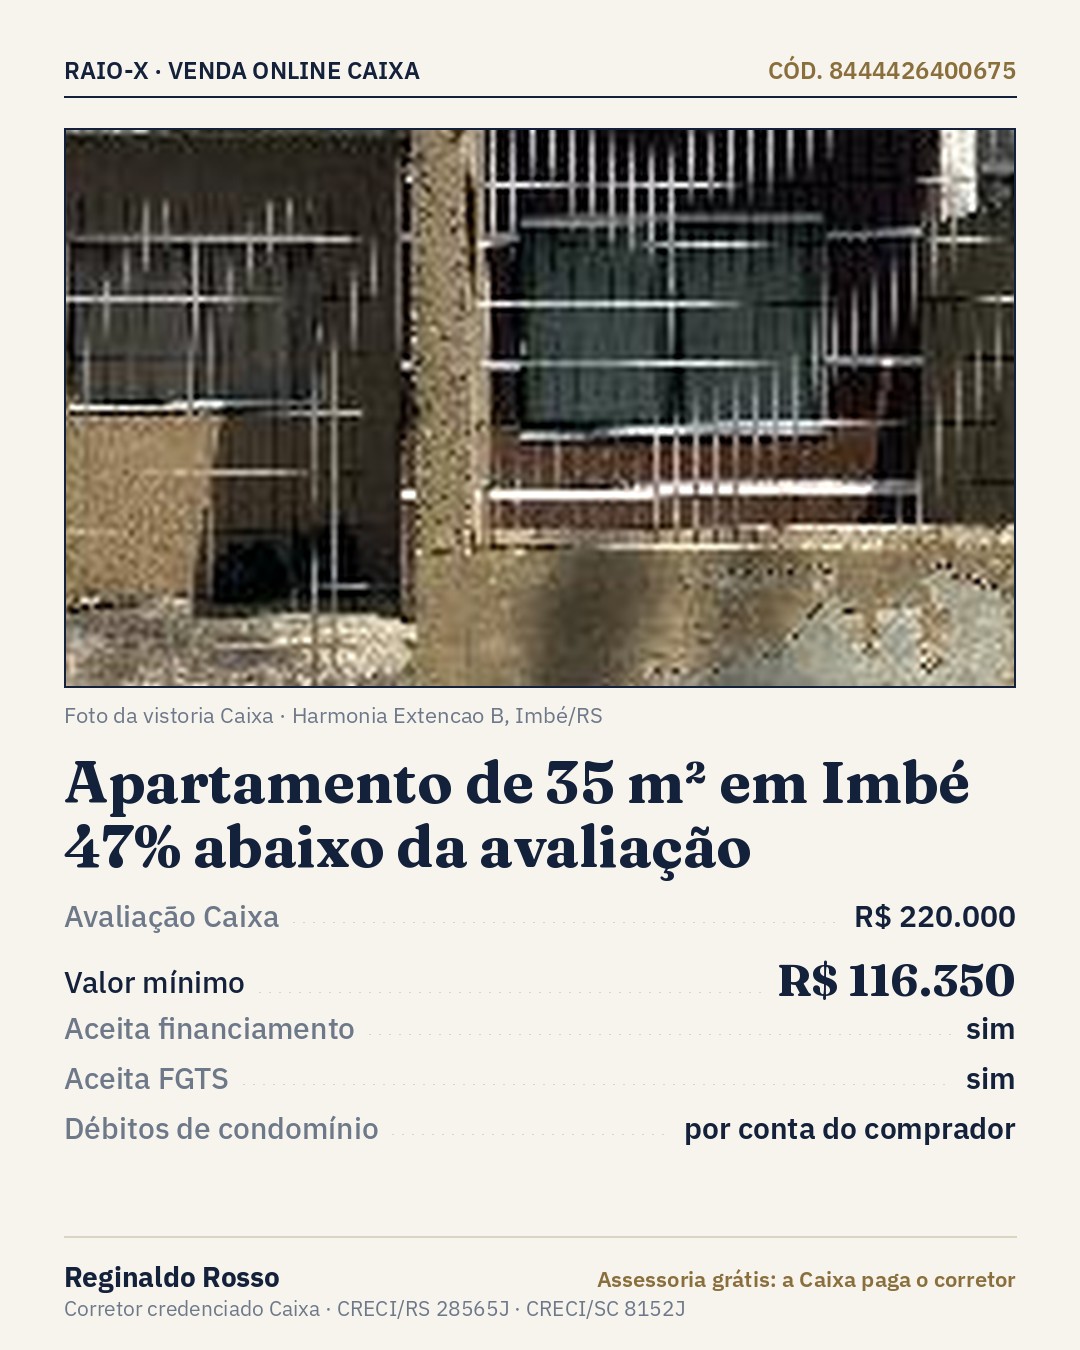 RAIO-X · VENDA ONLINE CAIXA
CÓD. 8444426400675
Foto da vistoria Caixa · Harmonia Extencao B, Imbé/RS
Apartamento de 35 m² em Imbé
47% abaixo da avaliação
Avaliação Caixa R$ 220.000
Valor mínimo R$ 116.350
Aceita financiamento sim
Aceita FGTS sim
Débitos de condomínio por conta do comprador
Reginaldo Rosso
Assessoria grátis: a Caixa paga o corretor
Corretor credenciado Caixa · CRECI/RS 28565J · CRECI/SC 8152J